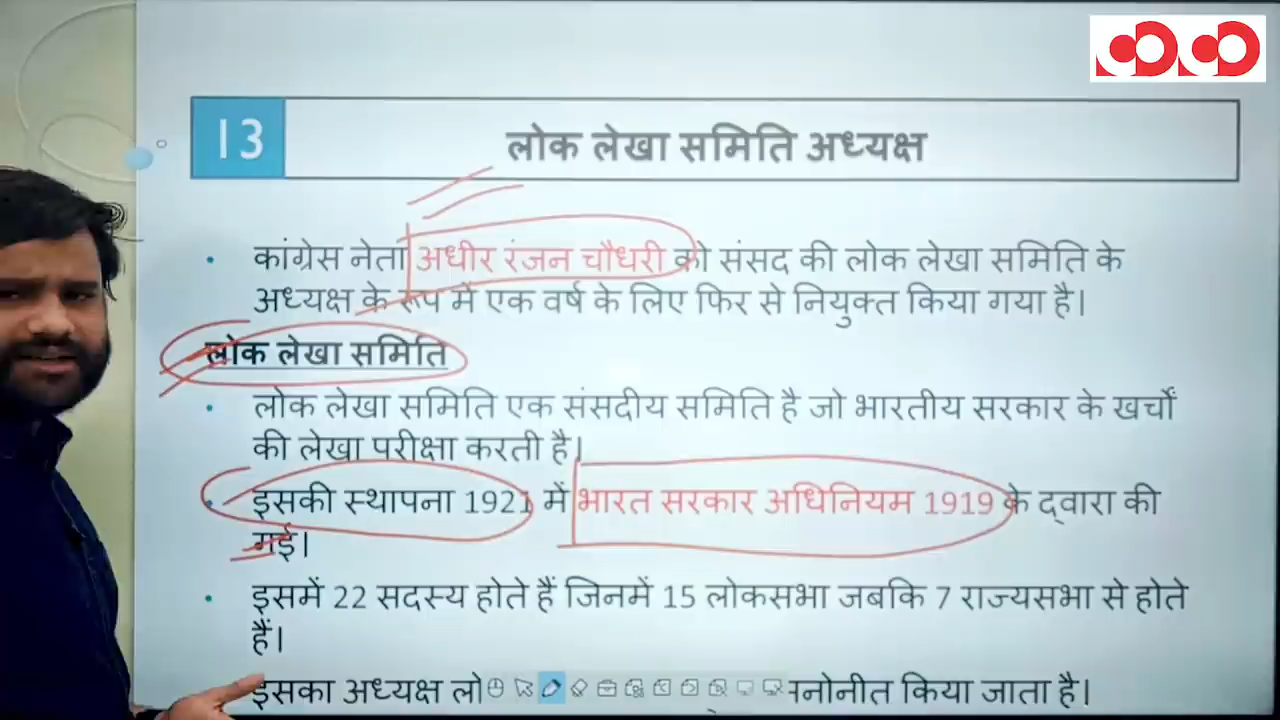 13
लोक लेखा समिति अध्यक्ष
• कांग्रेस नेता अधीर रंजन चौधरी को संसद की लोक लेखा समिति के
अध्यक्ष के रूप में एक वर्ष के लिए फिर से नियुक्त किया गया है।
लोक लेखा समिति
• लोक लेखा समिति एक संसदीय समिति है जो भारतीय सरकार के खर्चों
की लेखा परीक्षा करती है।
• इसकी स्थापना 1921 में भारत सरकार अधिनियम 1919 के द्वारा की
गई।
• इसमें 22 सदस्य होते हैं जिनमें 15 लोकसभा जबकि 7 राज्यसभा से होते
हैं।
इसका अध्यक्ष लो किया जाता है।